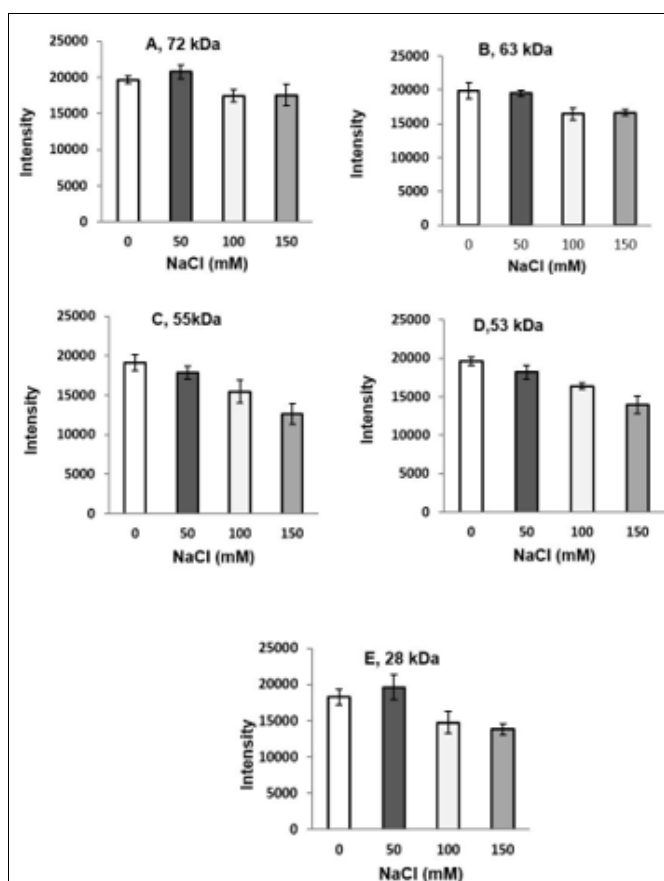 A, 72 kDa
25000
20000
15000
10000
5000
0
Intensity
0 50 100 150
NaCl (mM)
B, 63 kDa
25000
20000
15000
10000
5000
0
Intensity
0 50 100 150
NaCl (mM)
C, 55kDa
25000
20000
15000
10000
5000
0
Intensity
0 50 100 150
NaCl (mM)
D,53 kDa
25000
20000
15000
10000
5000
0
Intensity
0 50 100 150
NaCl (mM)
E, 28 kDa
25000
20000
15000
10000
5000
0
Intensity
0 50 100 150
NaCl (mM)